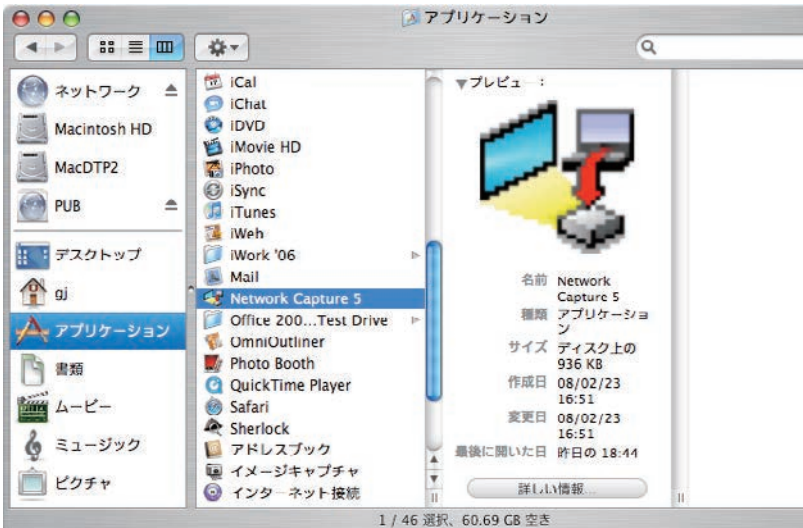 アプリケーション
ネットワーク
Macintosh HD
MacDTP2
PUB
デスクトップ
gj
アプリケーション
書類
ムービー
ミュージック
ピクチャ
iCal
iChat
iDVD
iMovie HD
iPhoto
iSync
iTunes
iWeb
iWork '06
Mail
Network Capture 5
Office 200...Test Drive
OmniOutliner
Photo Booth
QuickTime Player
Safari
Sherlock
アドレスブック
イメージキャプチャ
インターネット接続
プレビュー：
名前 Network
Capture 5
種類 アプリケーショ
ン
サイズ ディスク上の
936 KB
作成日 08/02/23
16:51
変更日 08/02/23
16:51
最後に開いた日 昨日の 18:44
詳しい情報...
1 / 46 選択、60.69 GB 空き